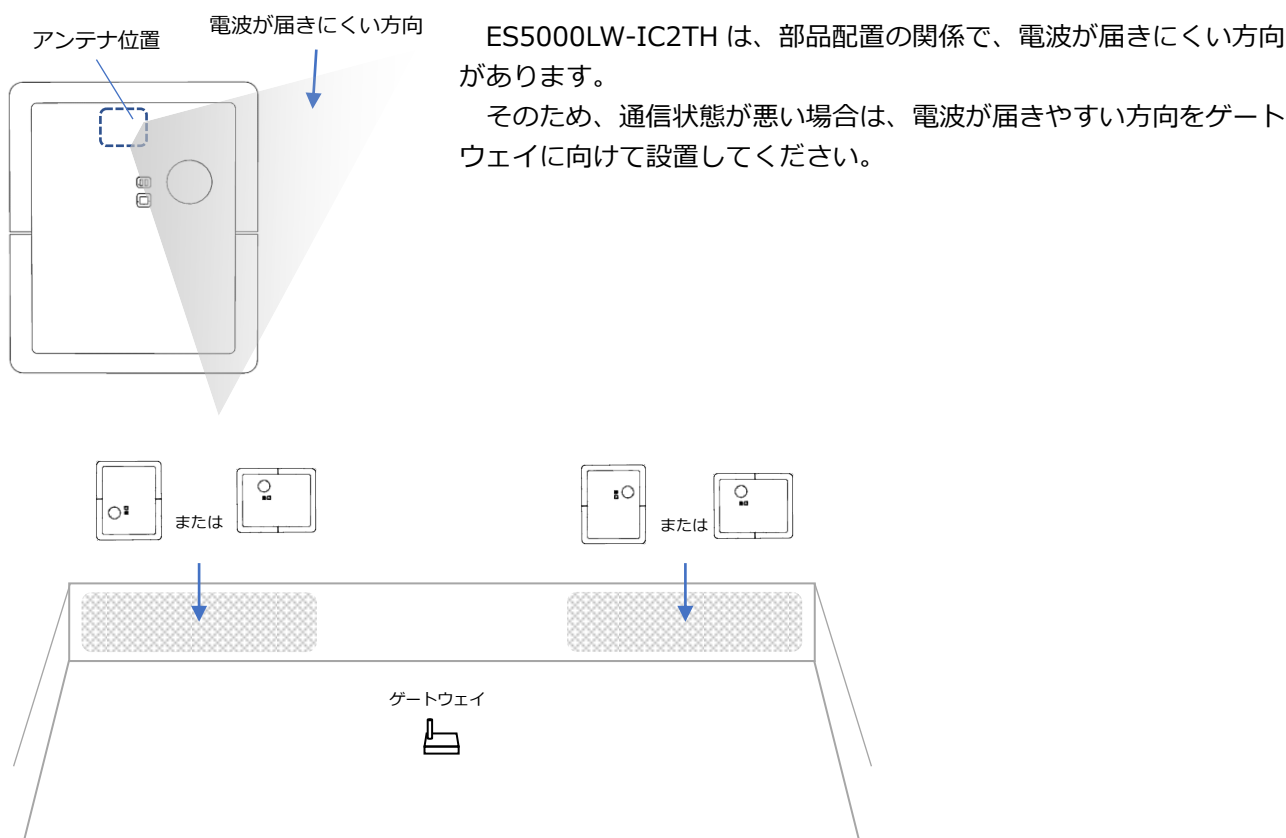 アンテナ位置
電波が届きにくい方向
ES5000LW-IC2TH は、部品配置の関係で、電波が届きにくい方向
があります。
そのため、通信状態が悪い場合は、電波が届きやすい方向をゲート
ウェイに向けて設置してください。
または
または
ゲートウェイ